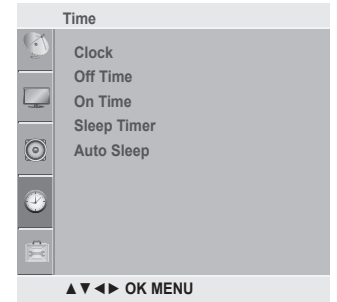 Time
Clock
Off Time
On Time
Sleep Timer
Auto Sleep
▲▼◄► OK MENU